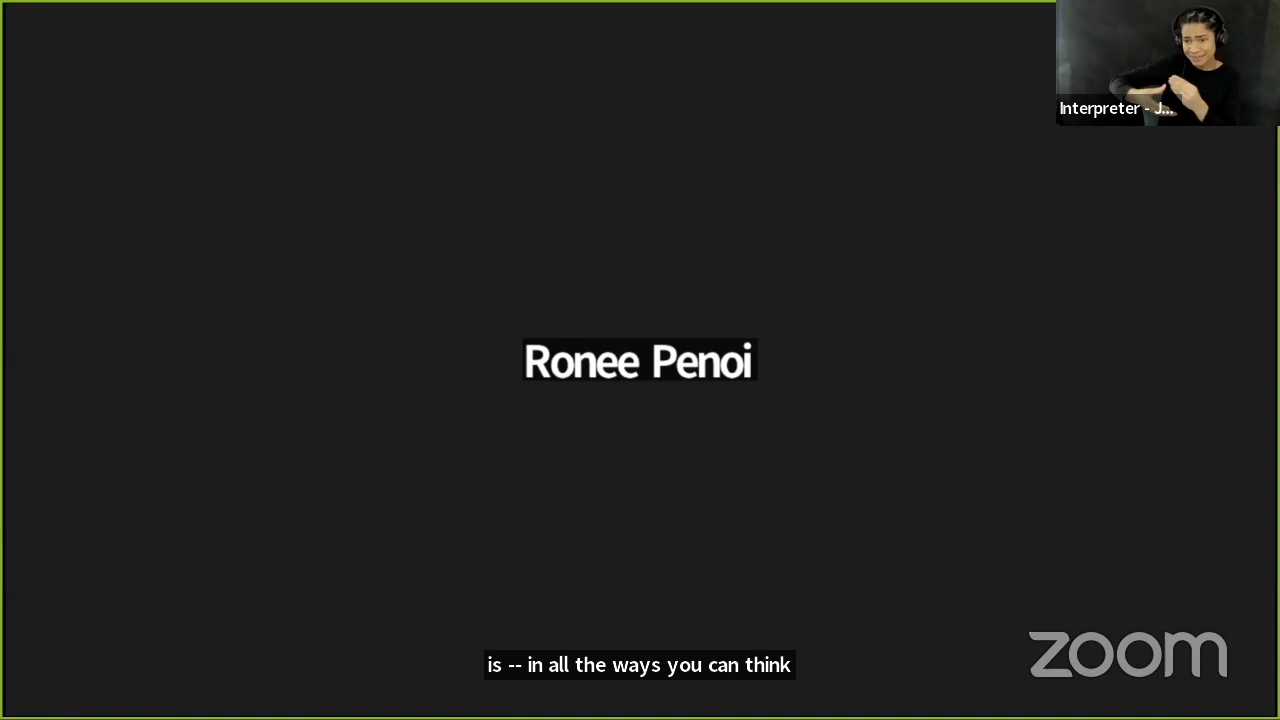 Interpreter - J...
Ronee Penoi
is -- in all the ways you can think
zoom